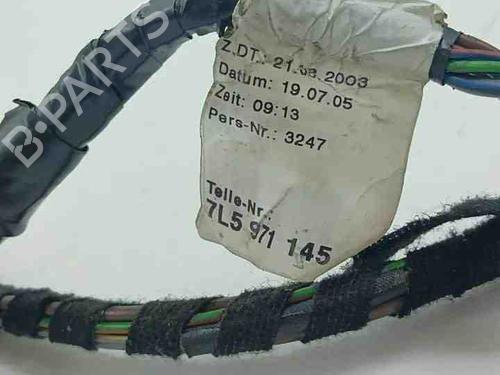 B-PARTS
Z.DT.: 21.08.2003
Datum: 19.07.05
Zeit: 09:13
Pers-Nr.: 3247
Teile-Nr.:
7L5 971 145